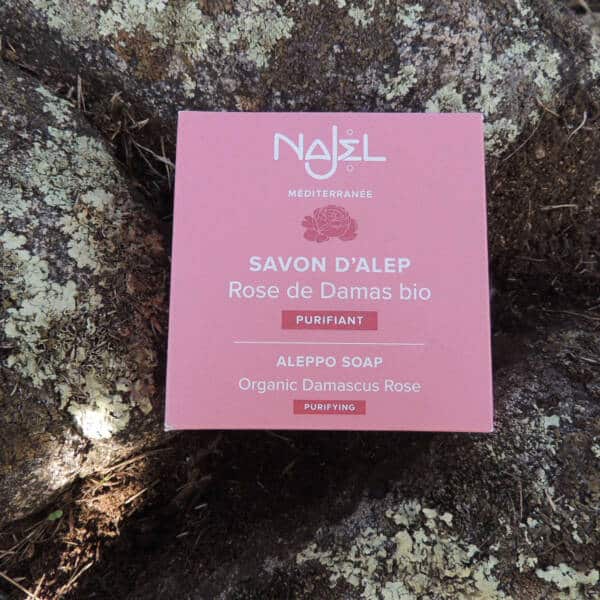 NAJEL
MÉDITERRANÉE
SAVON D'ALEP
Rose de Damas bio
PURIFIANT
ALEPPO SOAP
Organic Damascus Rose
PURIFYING